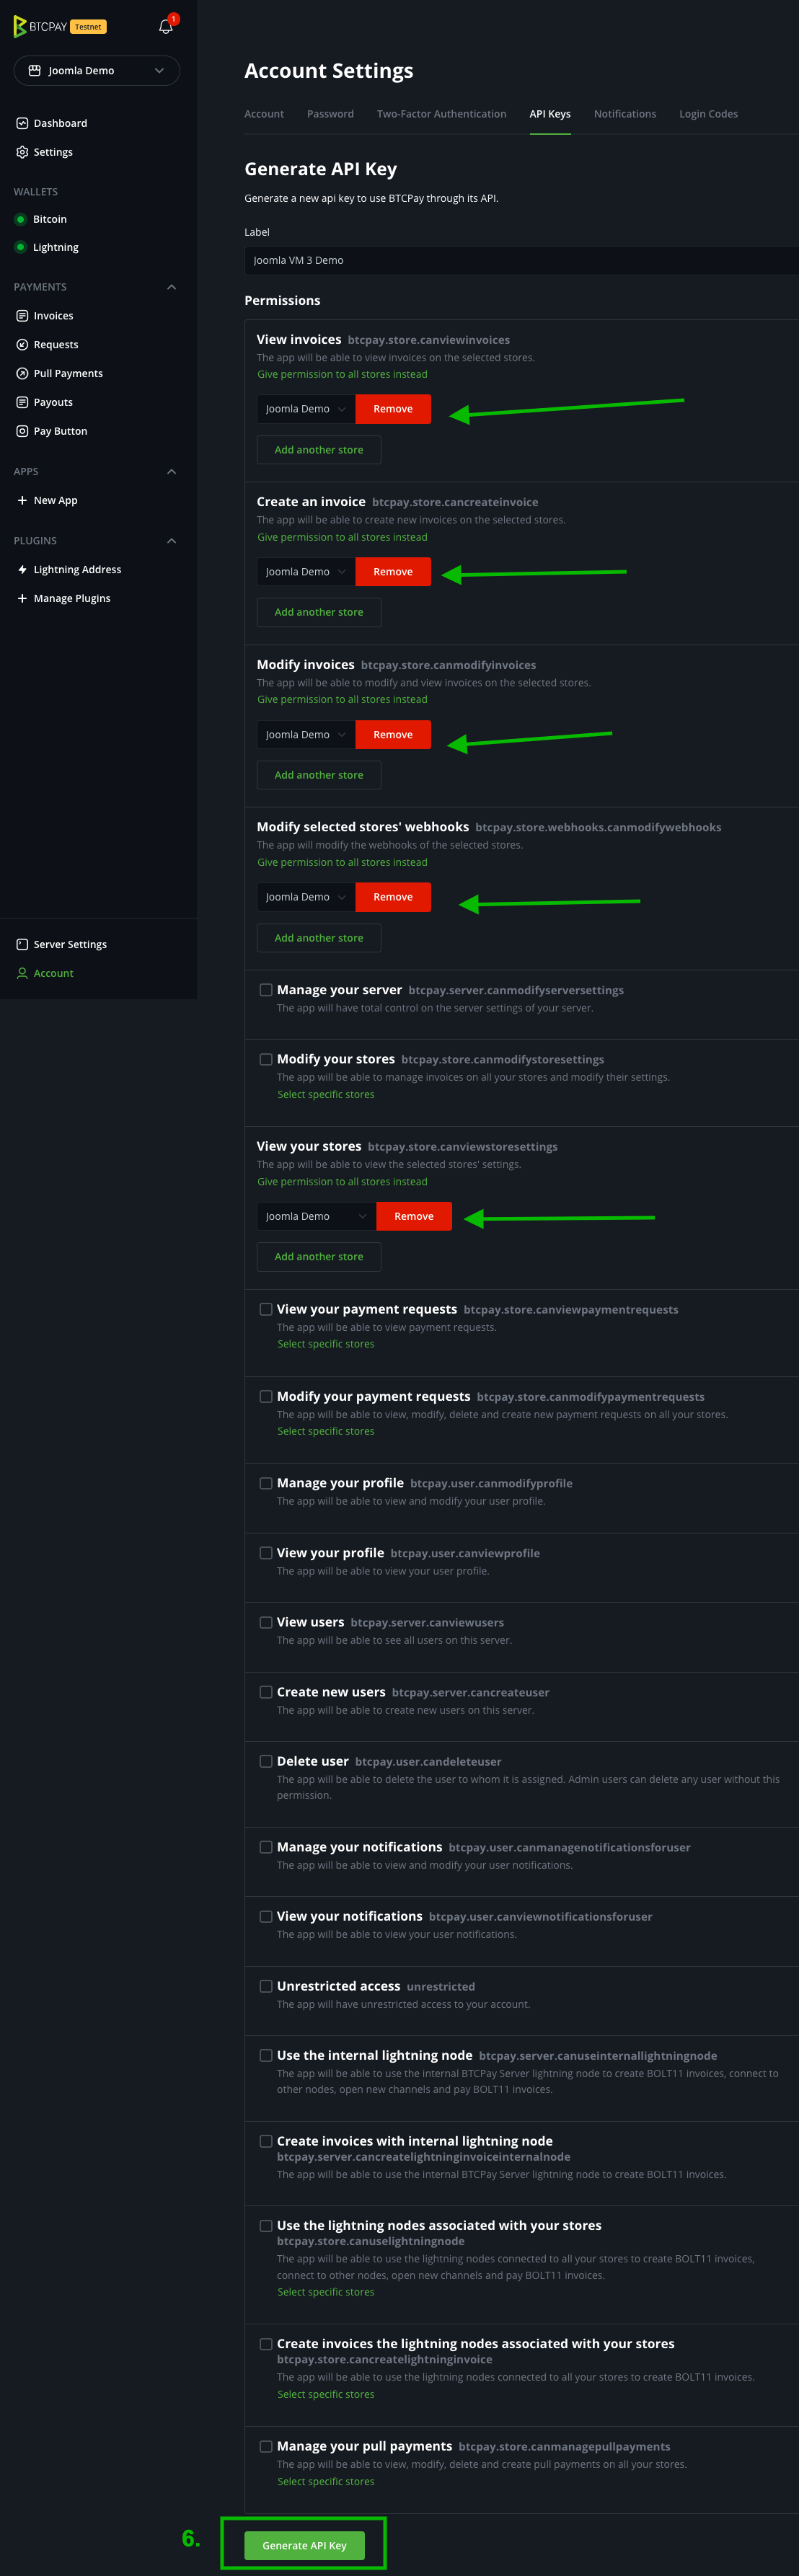 BTCPAY Testnet
1
Joomla Demo
Dashboard
Settings
WALLETS
Bitcoin
Lightning
PAYMENTS
Invoices
Requests
Pull Payments
Payouts
Pay Button
APPS
New App
PLUGINS
Lightning Address
Manage Plugins
Server Settings
Account
Account Settings
Account Password Two-Factor Authentication API Keys Notifications Login Codes
Generate API Key
Generate a new api key to use BTCPay through its API.
Label
Joomla VM 3 Demo
Permissions
View invoices btcpay.store.canviewinvoices
The app will be able to view invoices on the selected stores.
Give permission to all stores instead
Joomla Demo Remove
Add another store
Create an invoice btcpay.store.cancreateinvoice
The app will be able to create new invoices on the selected stores.
Give permission to all stores instead
Joomla Demo Remove
Add another store
Modify invoices btcpay.store.canmodifyinvoices
The app will be able to modify and view invoices on the selected stores.
Give permission to all stores instead
Joomla Demo Remove
Add another store
Modify selected stores' webhooks btcpay.store.webhooks.canmodifywebhooks
The app will modify the webhooks of the selected stores.
Give permission to all stores instead
Joomla Demo Remove
Add another store
Manage your server btcpay.server.canmodifyserversettings
The app will have total control on the server settings of your server.
Modify your stores btcpay.store.canmodifystoresettings
The app will be able to manage invoices on all your stores and modify their settings.
Select specific stores
View your stores btcpay.store.canviewstoresettings
The app will be able to view the selected stores' settings.
Give permission to all stores instead
Joomla Demo Remove
Add another store
View your payment requests btcpay.store.canviewpaymentrequests
The app will be able to view payment requests.
Select specific stores
Modify your payment requests btcpay.store.canmodifypaymentrequests
The app will be able to view, modify, delete and create new payment requests on all your stores.
Select specific stores
Manage your profile btcpay.user.canmodifyprofile
The app will be able to view and modify your user profile.
View your profile btcpay.user.canviewprofile
The app will be able to view your user profile.
View users btcpay.server.canviewusers
The app will be able to see all users on this server.
Create new users btcpay.server.cancreateuser
The app will be able to create new users on this server.
Delete user btcpay.user.candeleteuser
The app will be able to delete the user to whom it is assigned. Admin users can delete any user without this
permission.
Manage your notifications btcpay.user.canmanagenotificationsforuser
The app will be able to view and modify your user notifications.
View your notifications btcpay.user.canviewnotificationsforuser
The app will be able to view your user notifications.
Unrestricted access unrestricted
The app will have unrestricted access to your account.
Use the internal lightning node btcpay.server.canuseinternallightningnode
The app will be able to use the internal BTCPay Server lightning node to create BOLT11 invoices, connect to
other nodes, open new channels and pay BOLT11 invoices.
Create invoices with internal lightning node
btcpay.server.cancreatelightninginvoiceinternalnode
The app will be able to use the internal BTCPay Server lightning node to create BOLT11 invoices.
Use the lightning nodes associated with your stores
btcpay.store.canuselightningnode
The app will be able to use the lightning nodes connected to all your stores to create BOLT11 invoices,
connect to other nodes, open new channels and pay BOLT11 invoices.
Select specific stores
Create invoices the lightning nodes associated with your stores
btcpay.store.cancreatelightninginvoice
The app will be able to use the lightning nodes connected to all your stores to create BOLT11 invoices.
Select specific stores
Manage your pull payments btcpay.store.canmanagepullpayments
The app will be able to view, modify, delete and create pull payments on all your stores.
Select specific stores
6. Generate API Key